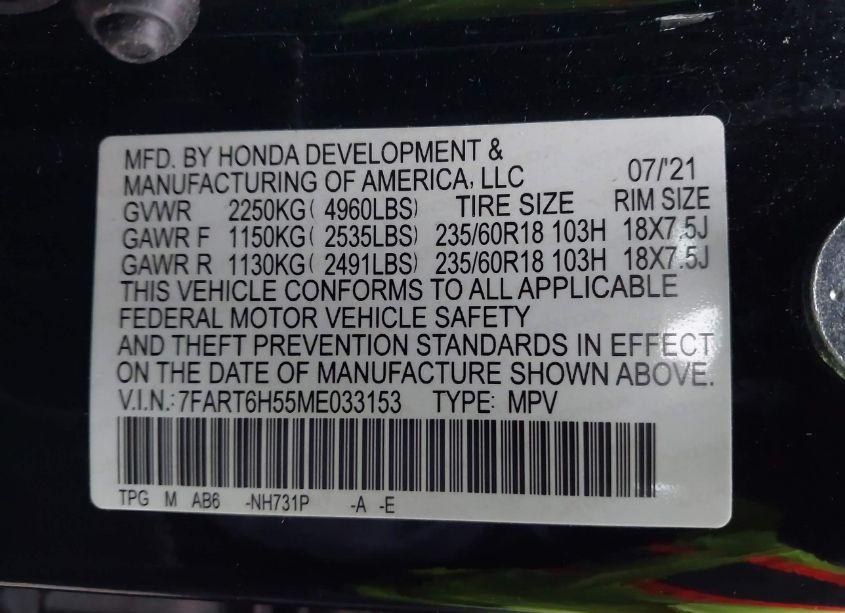 MFD. BY HONDA DEVELOPMENT &
MANUFACTURING OF AMERICA, LLC 07/'21
GVWR 2250KG( 4960LBS) TIRE SIZE RIM SIZE
GAWR F 1150KG( 2535LBS) 235/60R18 103H 18X7.5J
GAWR R 1130KG( 2491LBS) 235/60R18 103H 18X7.5J
THIS VEHICLE CONFORMS TO ALL APPLICABLE
FEDERAL MOTOR VEHICLE SAFETY
AND THEFT PREVENTION STANDARDS IN EFFECT
ON THE DATE OF MANUFACTURE SHOWN ABOVE.
V.I.N.: 7FART6H55ME033153 TYPE: MPV
TPG M AB6 -NH731P -A -E